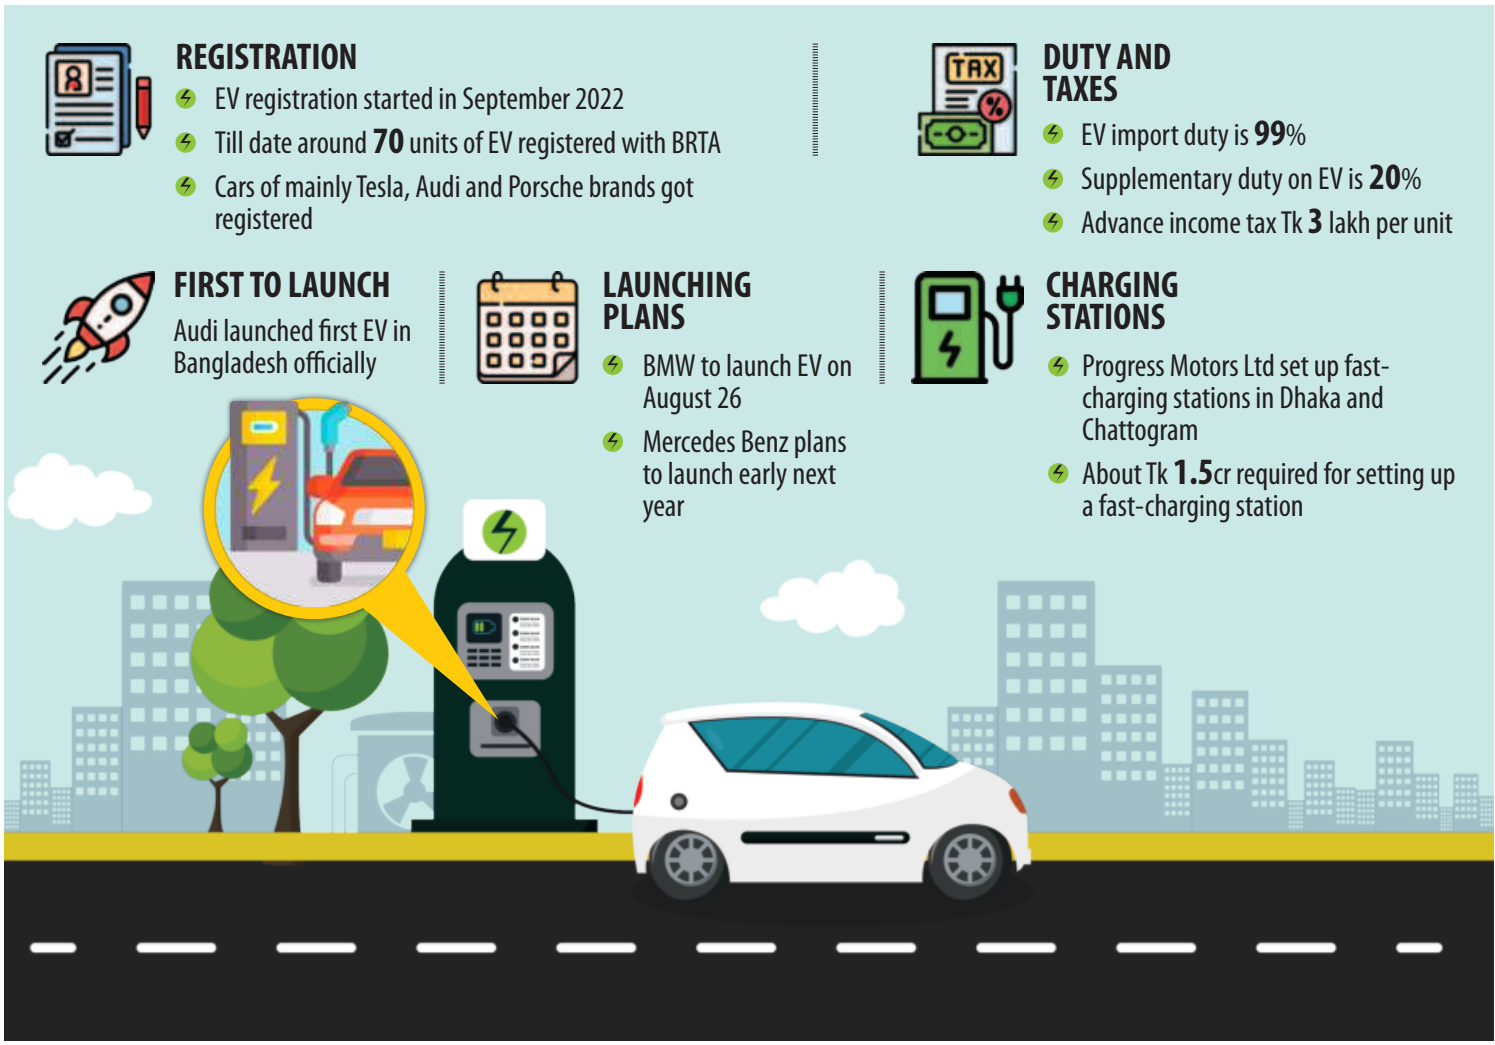 REGISTRATION
EV registration started in September 2022
Till date around 70 units of EV registered with BRTA
Cars of mainly Tesla, Audi and Porsche brands got
registered
TAX
%
DUTY AND
TAXES
EV import duty is 99%
Supplementary duty on EV is 20%
Advance income tax Tk 3 lakh per unit
FIRST TO LAUNCH
Audi launched first EV in
Bangladesh officially
LAUNCHING
PLANS
BMW to launch EV on
August 26
Mercedes Benz plans
to launch early next
year
CHARGING
STATIONS
Progress Motors Ltd set up fast-
charging stations in Dhaka and
Chattogram
About Tk 1.5cr required for setting up
a fast-charging station